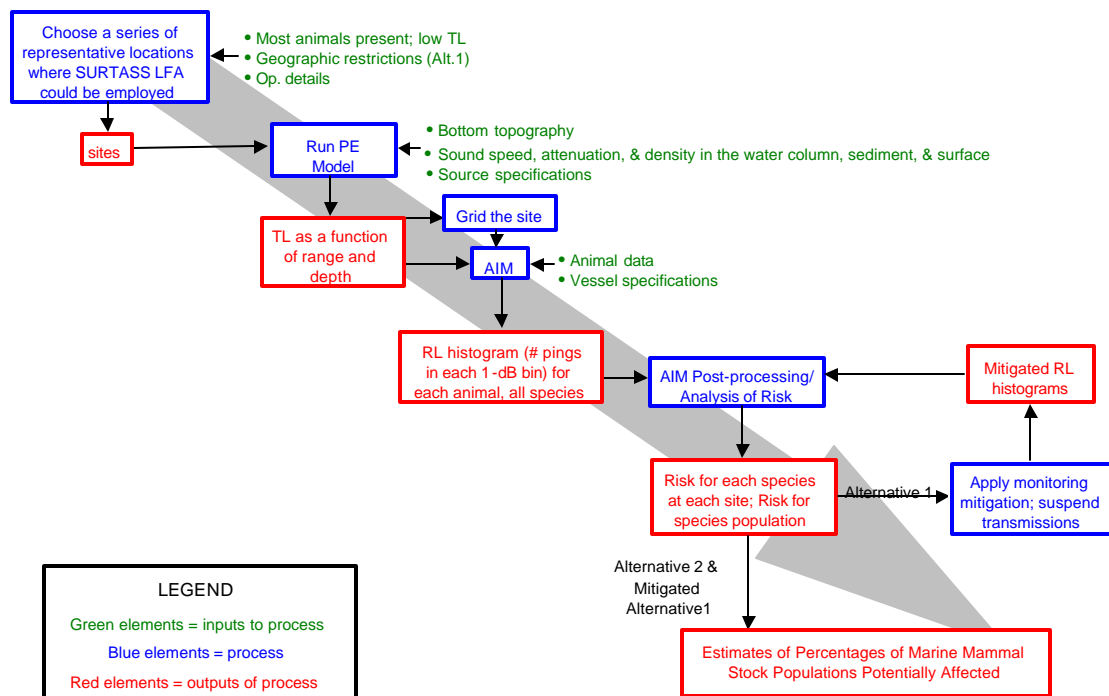 Choose a series of
representative locations
where SURTASS LFA
could be employed
• Most animals present; low TL
• Geographic restrictions (Alt.1)
• Op. details
sites
Run PE
Model
• Bottom topography
• Sound speed, attenuation, & density in the water column, sediment, & surface
• Source specifications
TL as a function
of range and
depth
Grid the site
AIM
• Animal data
• Vessel specifications
RL histogram (# pings
in each 1-dB bin) for
each animal, all species
AIM Post-processing/
Analysis of Risk
Mitigated RL
histograms
Risk for each species
at each site; Risk for
species population
Alternative 1
Apply monitoring
mitigation; suspend
transmissions
Alternative 2 &
Mitigated
Alternative1
Estimates of Percentages of Marine Mammal
Stock Populations Potentially Affected
LEGEND
Green elements = inputs to process
Blue elements = process
Red elements = outputs of process